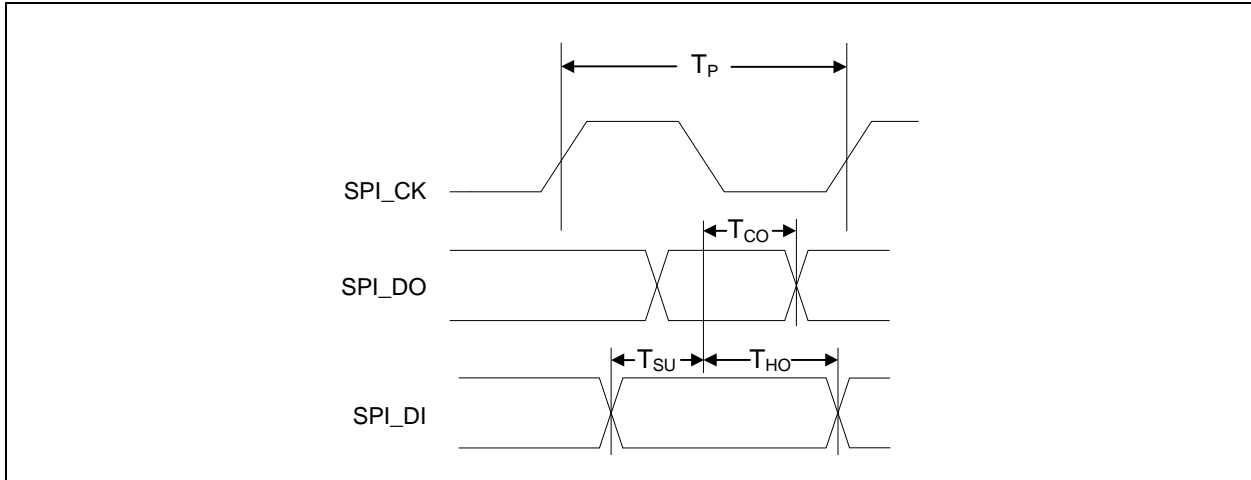 T_P
SPI_CK
T_CO
SPI_DO
T_SU T_HO
SPI_DI